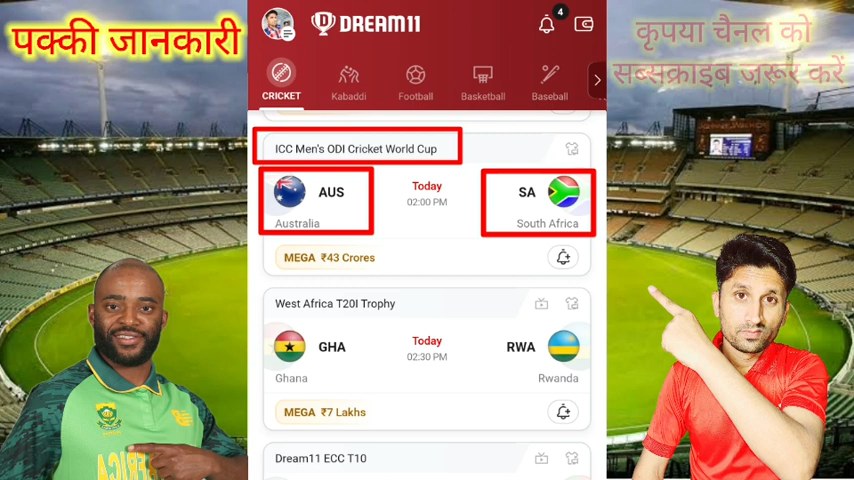 पक्की जानकारी
कृपया चैनल को
सब्सक्राइब ज़रूर करें
DREAM11
4
CRICKET
Kabaddi
Football
Basketball
Baseball
ICC Men's ODI Cricket World Cup
AUS
Today
SA
02:00 PM
Australia
South Africa
MEGA ₹43 Crores
West Africa T20I Trophy
GHA
Today
RWA
02:30 PM
Ghana
Rwanda
MEGA ₹7 Lakhs
Dream11 ECC T10